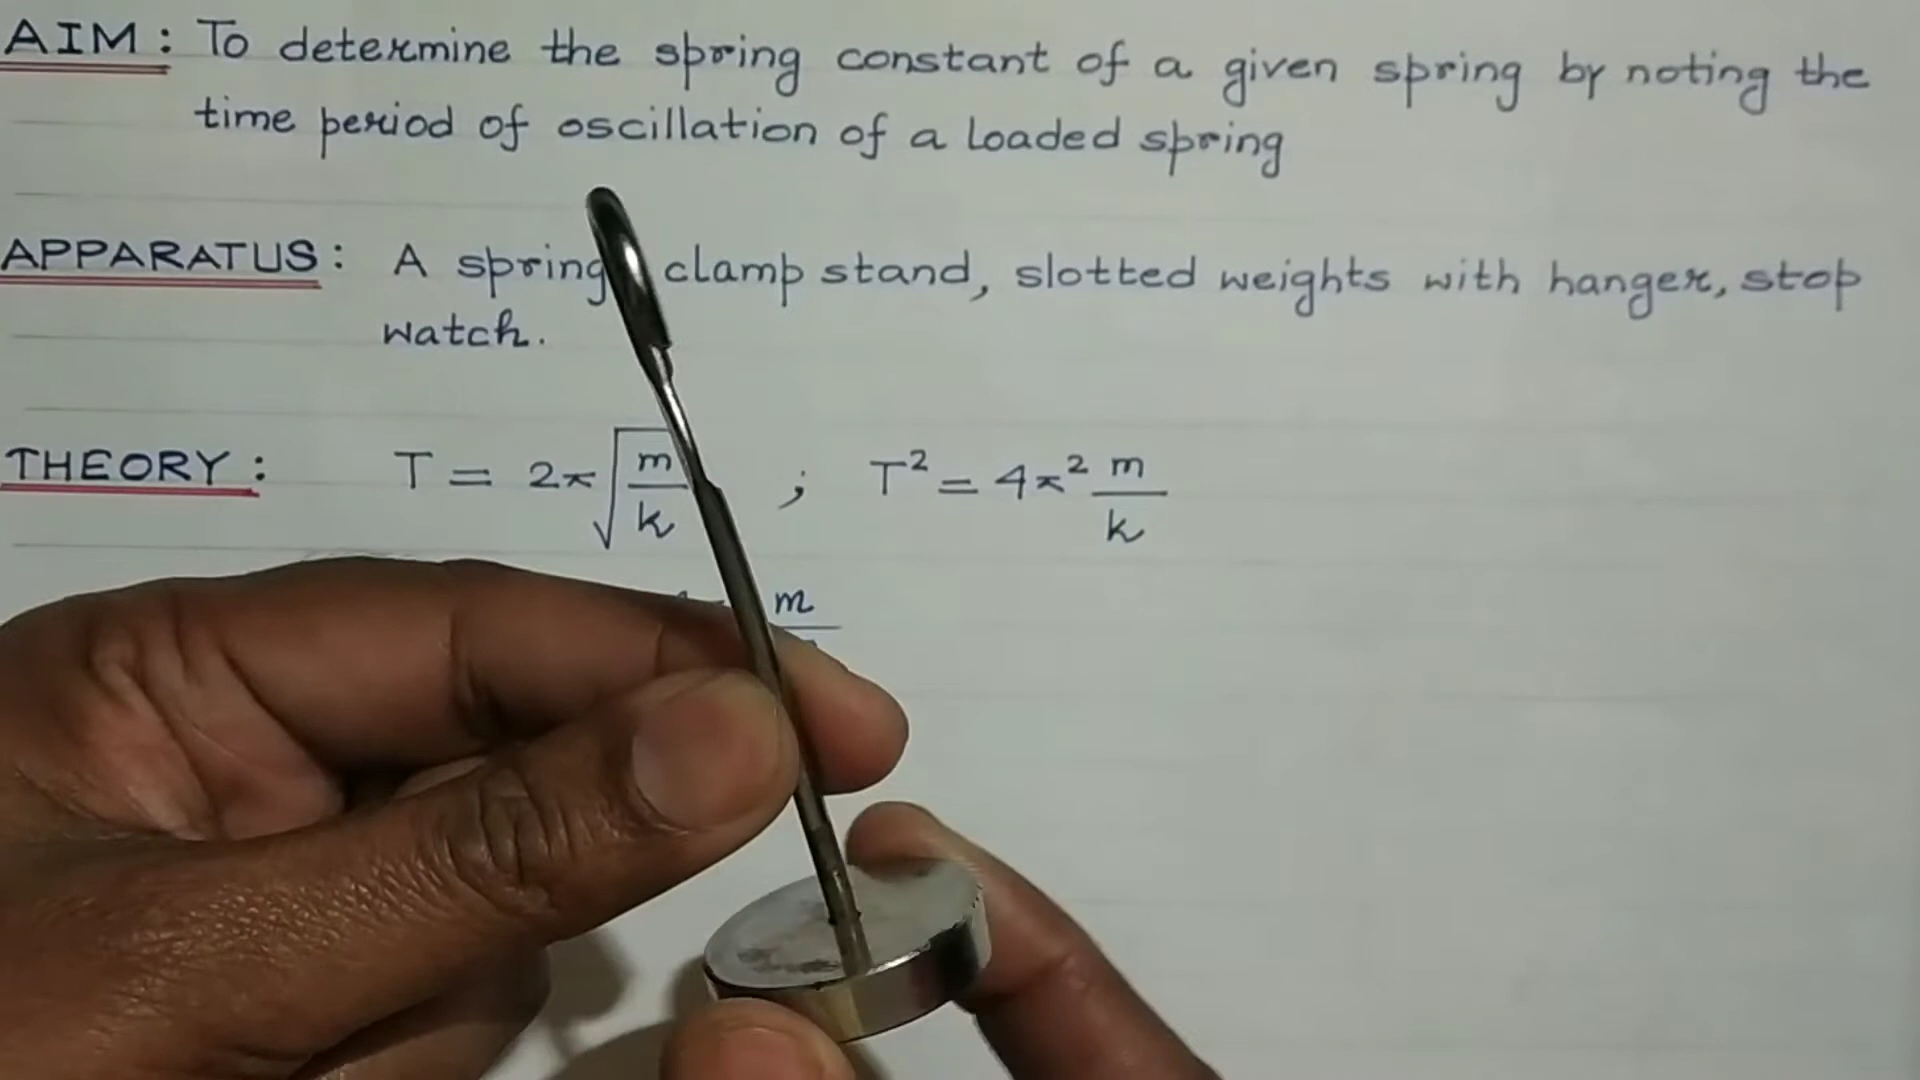 AIM: To determine the spring constant of a given spring by noting the
time period of oscillation of a loaded spring
APPARATUS: A spring clamp stand, slotted weights with hanger, stop
watch.
THEORY: T = 2π√(m/k) ; T² = 4π² m/k
m